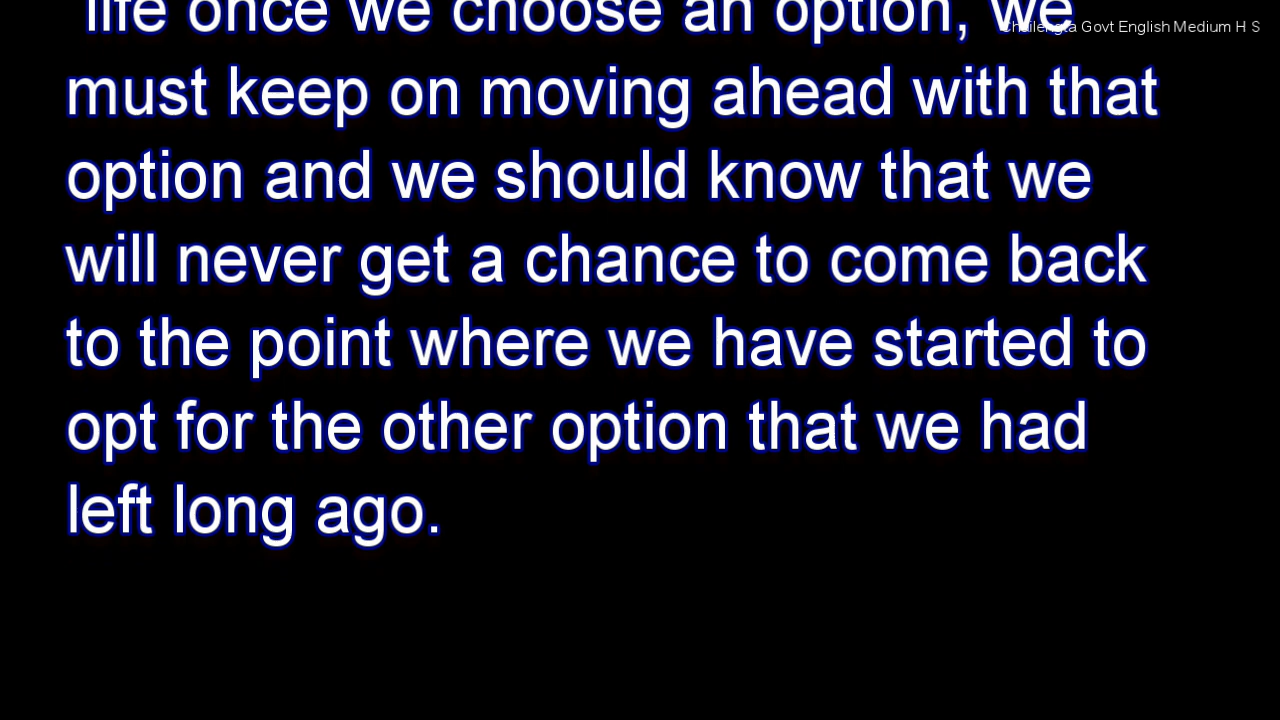 life once we choose an option, we
Chailengta Govt English Medium H S
must keep on moving ahead with that
option and we should know that we
will never get a chance to come back
to the point where we have started to
opt for the other option that we had
left long ago.